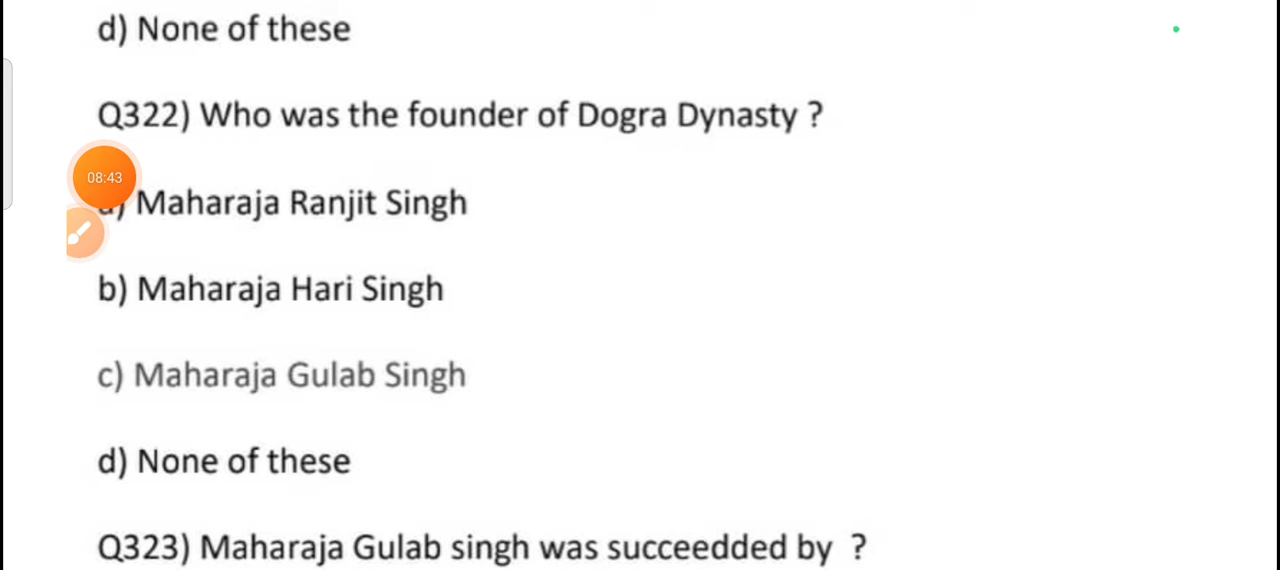 d) None of these
Q322) Who was the founder of Dogra Dynasty ?
08:43
a) Maharaja Ranjit Singh
b) Maharaja Hari Singh
c) Maharaja Gulab Singh
d) None of these
Q323) Maharaja Gulab singh was succeedded by ?